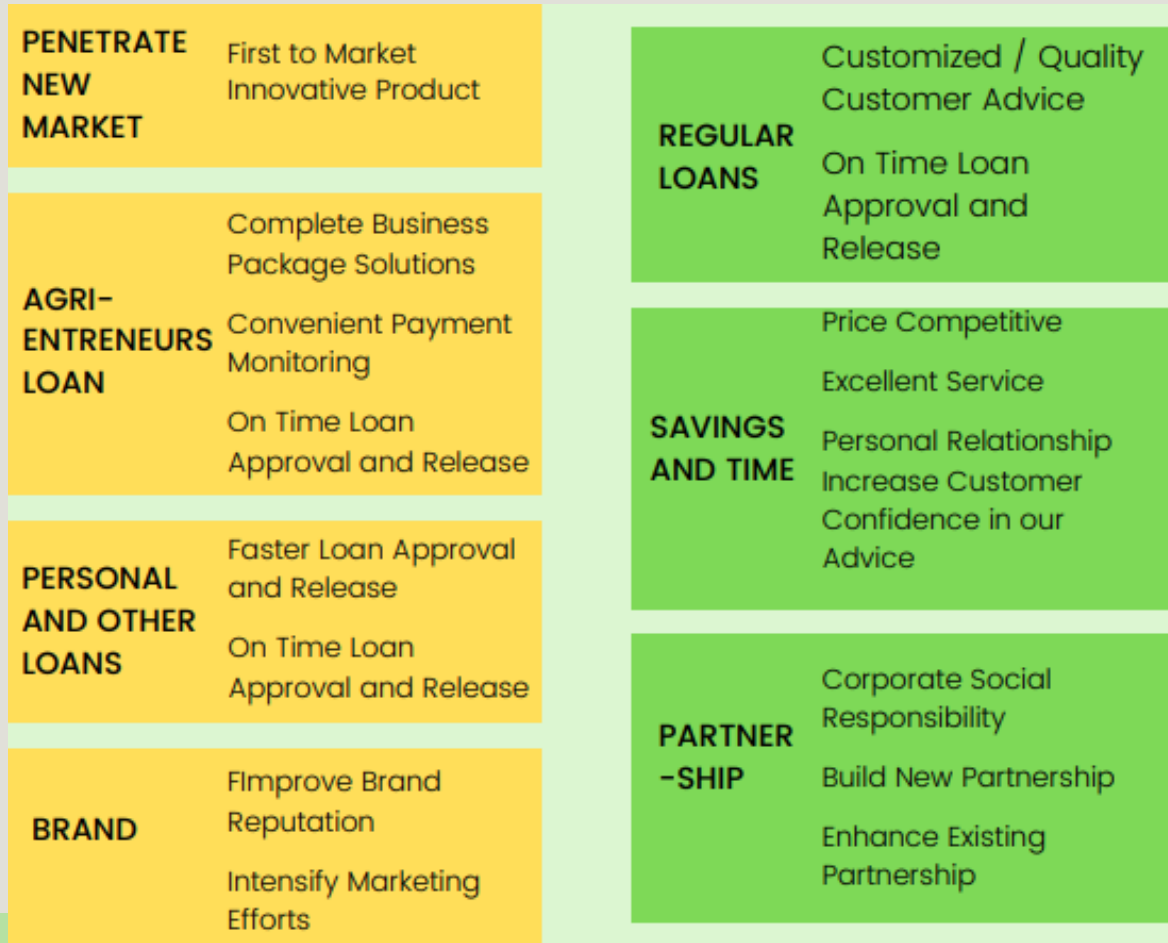 PENETRATE
NEW
MARKET
First to Market
Innovative Product
AGRI-
ENTRENEURS
LOAN
Complete Business
Package Solutions
Convenient Payment
Monitoring
On Time Loan
Approval and Release
PERSONAL
AND OTHER
LOANS
Faster Loan Approval
and Release
On Time Loan
Approval and Release
BRAND
FImprove Brand
Reputation
Intensify Marketing
Efforts
REGULAR
LOANS
Customized / Quality
Customer Advice
On Time Loan
Approval and
Release
SAVINGS
AND TIME
Price Competitive
Excellent Service
Personal Relationship
Increase Customer
Confidence in our
Advice
PARTNER
-SHIP
Corporate Social
Responsibility
Build New Partnership
Enhance Existing
Partnership